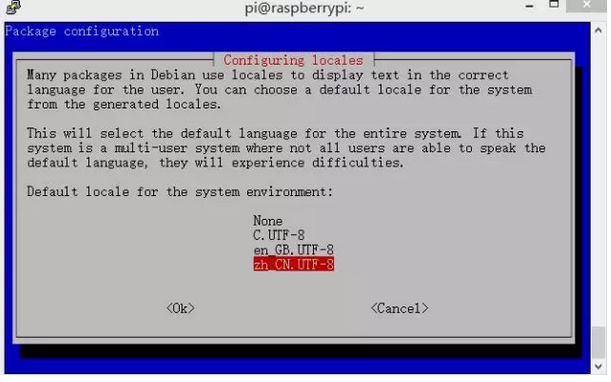 pi@raspberrypi: ~
Package configuration
Configuring locales
Many packages in Debian use locales to display text in the correct
language for the user. You can choose a default locale for the system
from the generated locales.
This will select the default language for the entire system. If this
system is a multi-user system where not all users are able to speak the
default language, they will experience difficulties.
Default locale for the system environment:
None
C.UTF-8
en_GB.UTF-8
zh_CN.UTF-8
<Ok> <Cancel>